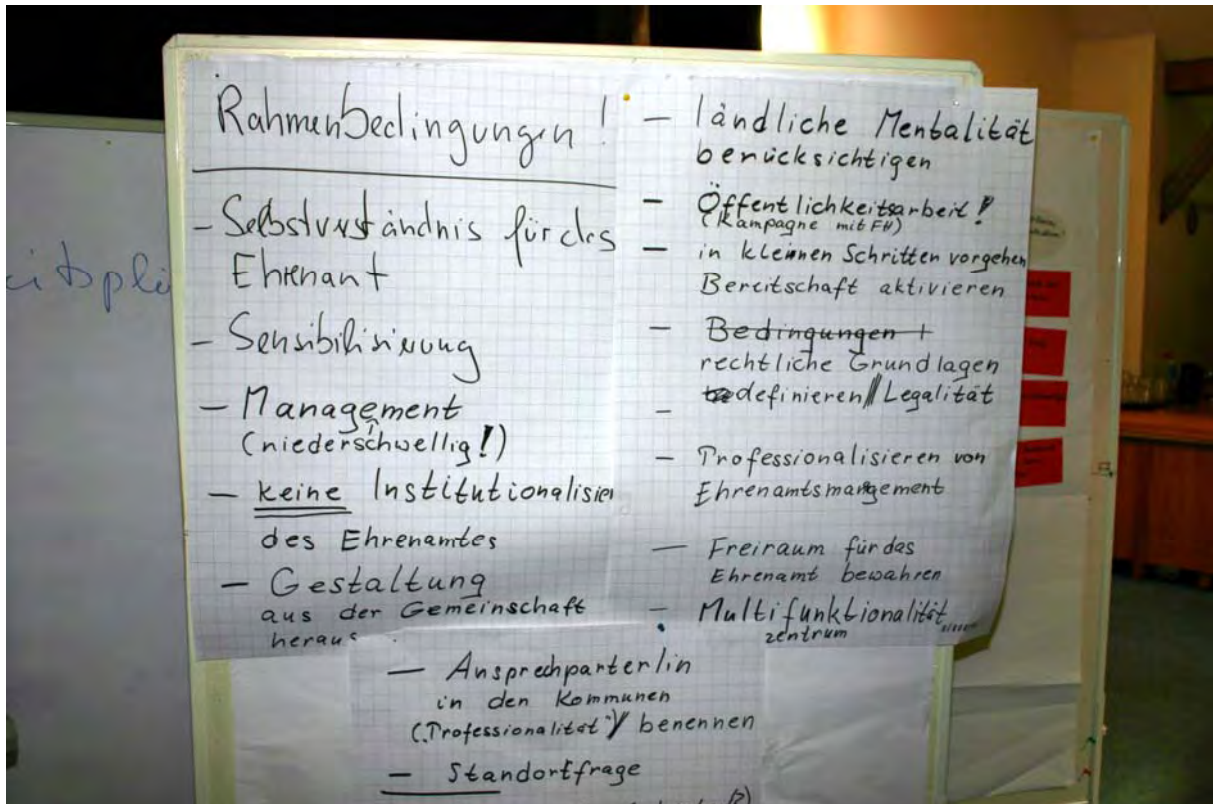 Rahmenbedingungen!
- Selbstverständnis für das
Ehrenamt
- Sensibilisierung
- Management
(niederschwellig!)
- keine Institutionalisier
des Ehrenamtes
- Gestaltung
aus der Gemeinschaft
heraus
- ländliche Mentalität
berücksichtigen
- Öffentlichkeitsarbeit!
(Kampagne mit FH)
- in kleinen Schritten vorgehen
Bereitschaft aktivieren
- Bedingungen +
rechtliche Grundlagen
definieren // Legalität
-
- Professionalisieren von
Ehrenamtsmangement
- Freiraum für das
Ehrenamt bewahren
- Multifunktionalität
zentrum
- Ansprechparter/in
in den Kommunen
("Professionalität") benennen
- Standortfrage
(?)
eitsplä